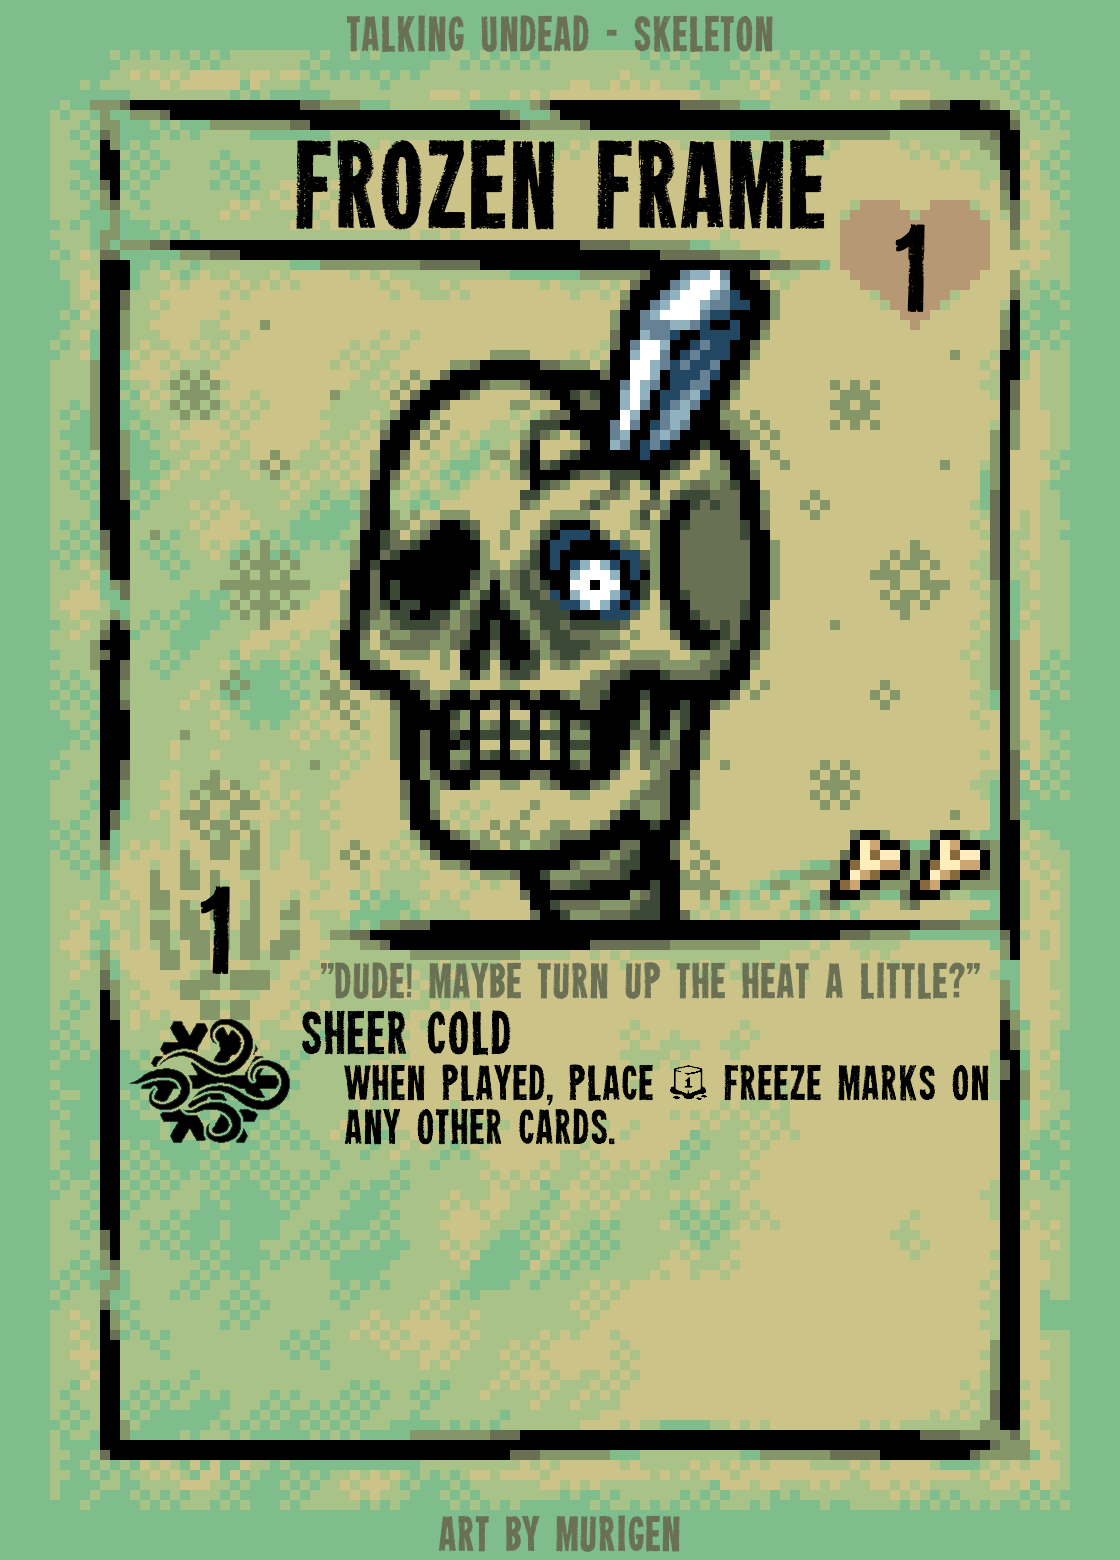 TALKING UNDEAD - SKELETON
FROZEN FRAME
1
1
"DUDE! MAYBE TURN UP THE HEAT A LITTLE?"
SHEER COLD
WHEN PLAYED, PLACE 1 FREEZE MARKS ON
ANY OTHER CARDS.
ART BY MURIGEN